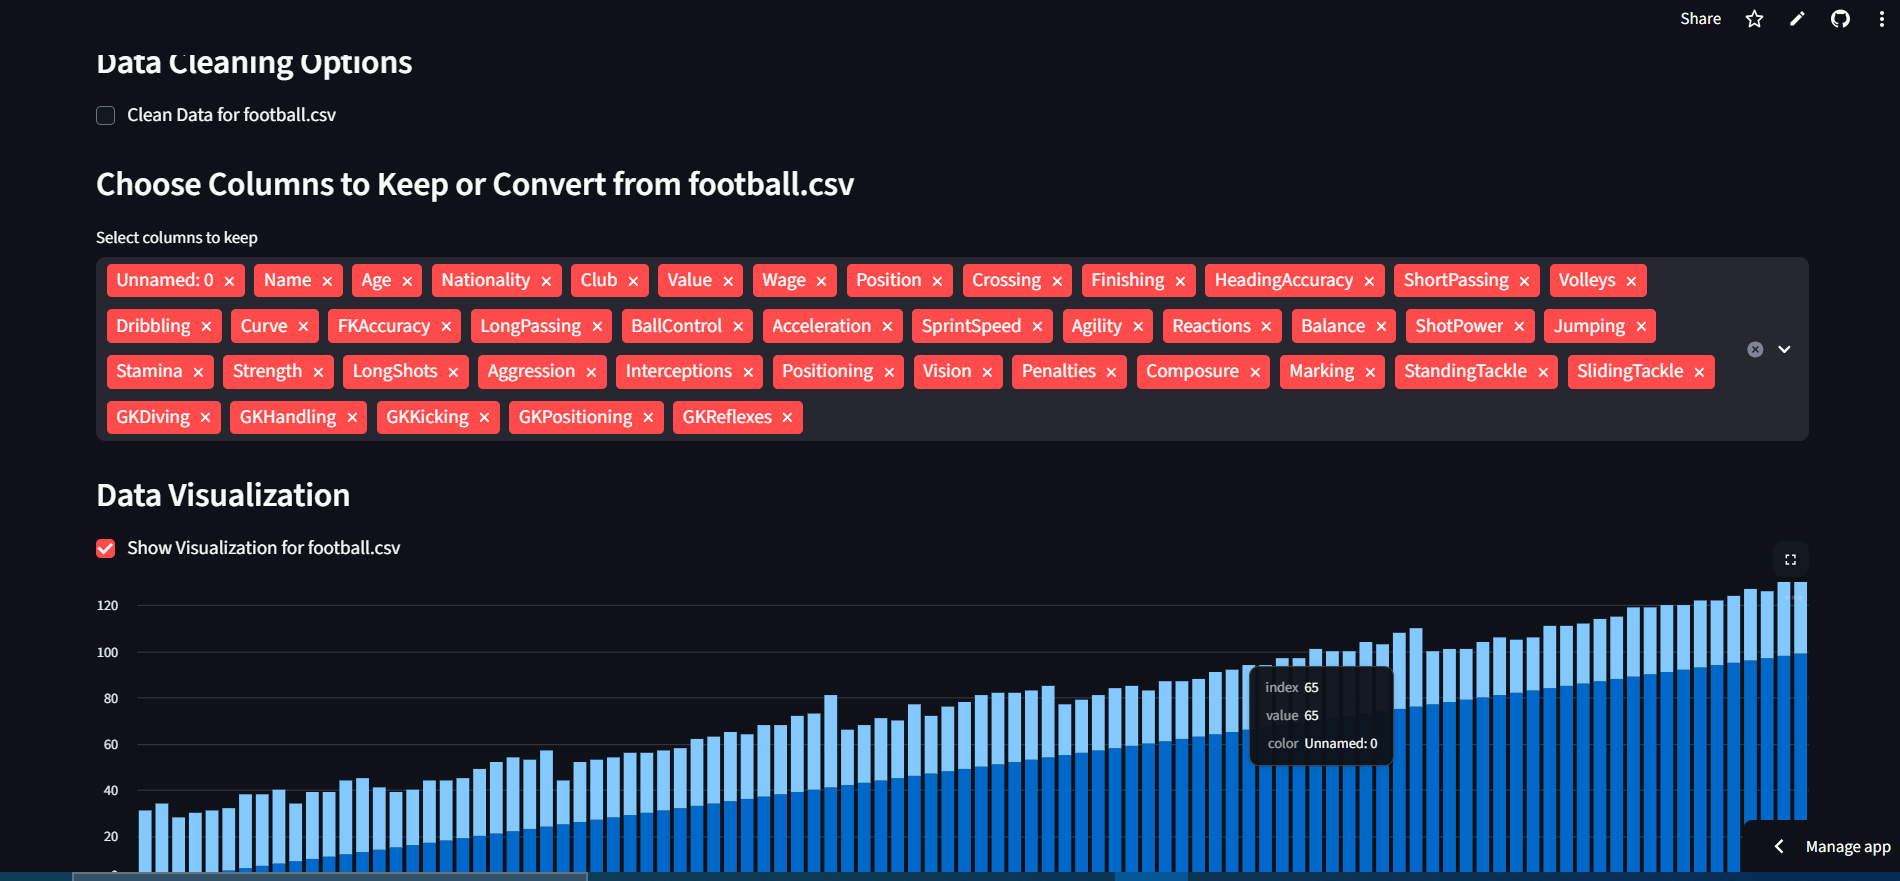 Share
Data Cleaning Options
Clean Data for football.csv
Choose Columns to Keep or Convert from football.csv
Select columns to keep
Unnamed: 0 × Name × Age × Nationality × Club × Value × Wage × Position × Crossing × Finishing × HeadingAccuracy × ShortPassing × Volleys ×
Dribbling × Curve × FKAccuracy × LongPassing × BallControl × Acceleration × SprintSpeed × Agility × Reactions × Balance × ShotPower × Jumping ×
Stamina × Strength × LongShots × Aggression × Interceptions × Positioning × Vision × Penalties × Composure × Marking × StandingTackle × SlidingTackle ×
GKDiving × GKHandling × GKKicking × GKPositioning × GKReflexes ×
Data Visualization
Show Visualization for football.csv
120
100
80
60
40
20
index 65
value 65
color Unnamed: 0
Manage app